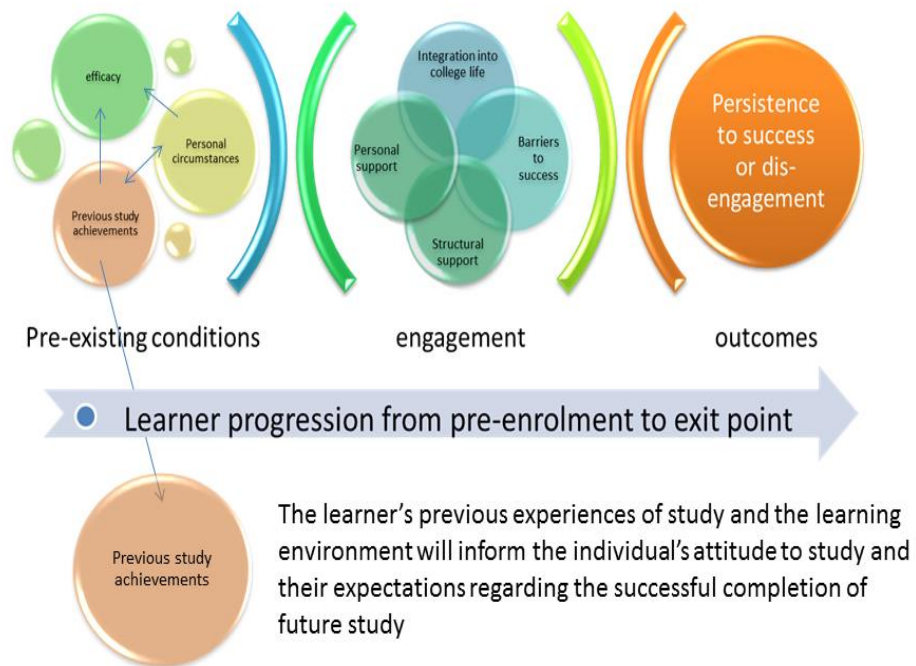 efficacy
Personal
circumstances
Previous study
achievements
Integration into
college life
Personal
support
Barriers
to
success
Structural
support
Persistence
to success
or dis-
engagement
Pre-existing conditions
engagement
outcomes
Learner progression from pre-enrolment to exit point
Previous study
achievements
The learner’s previous experiences of study and the learning
environment will inform the individual’s attitude to study and
their expectations regarding the successful completion of
future study